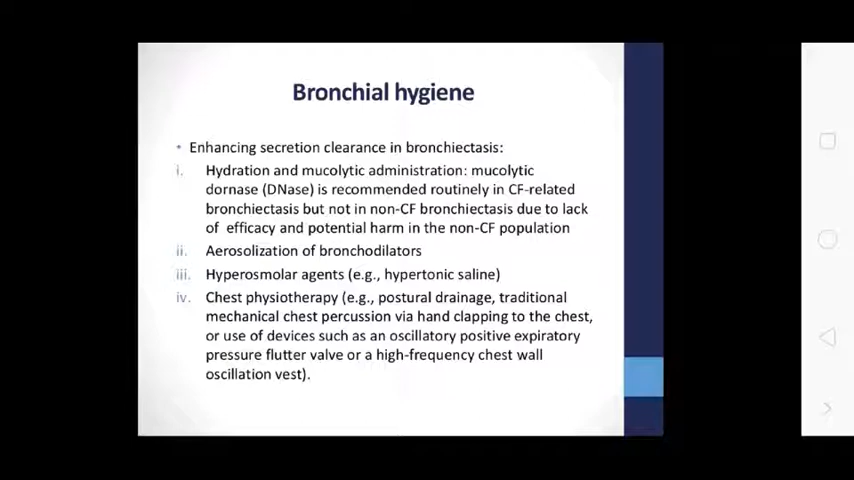 Bronchial hygiene
• Enhancing secretion clearance in bronchiectasis:
i. Hydration and mucolytic administration: mucolytic
dornase (DNase) is recommended routinely in CF-related
bronchiectasis but not in non-CF bronchiectasis due to lack
of efficacy and potential harm in the non-CF population
ii. Aerosolization of bronchodilators
iii. Hyperosmolar agents (e.g., hypertonic saline)
iv. Chest physiotherapy (e.g., postural drainage, traditional
mechanical chest percussion via hand clapping to the chest,
or use of devices such as an oscillatory positive expiratory
pressure flutter valve or a high-frequency chest wall
oscillation vest).